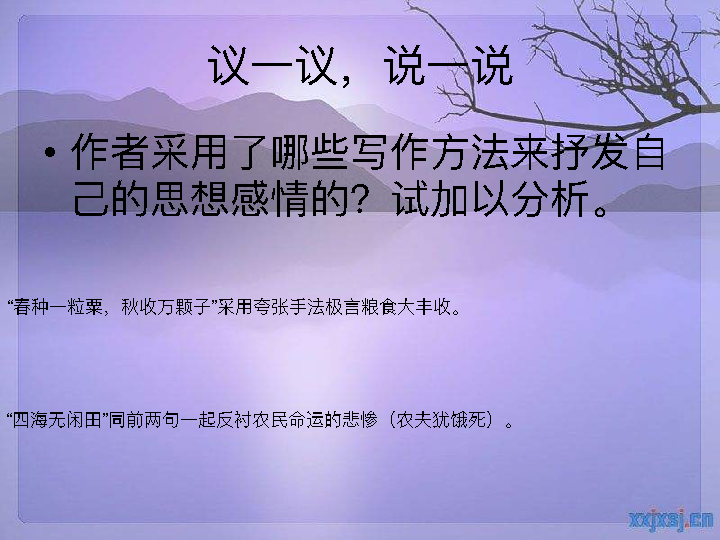 议一议，说一说
• 作者采用了哪些写作方法来抒发自
己的思想感情的？试加以分析。
“春种一粒粟，秋收万颗子”采用夸张手法极言粮食大丰收。
“四海无闲田”同前两句一起反衬农民命运的悲惨（农夫犹饿死）。
xxjxsj.cn